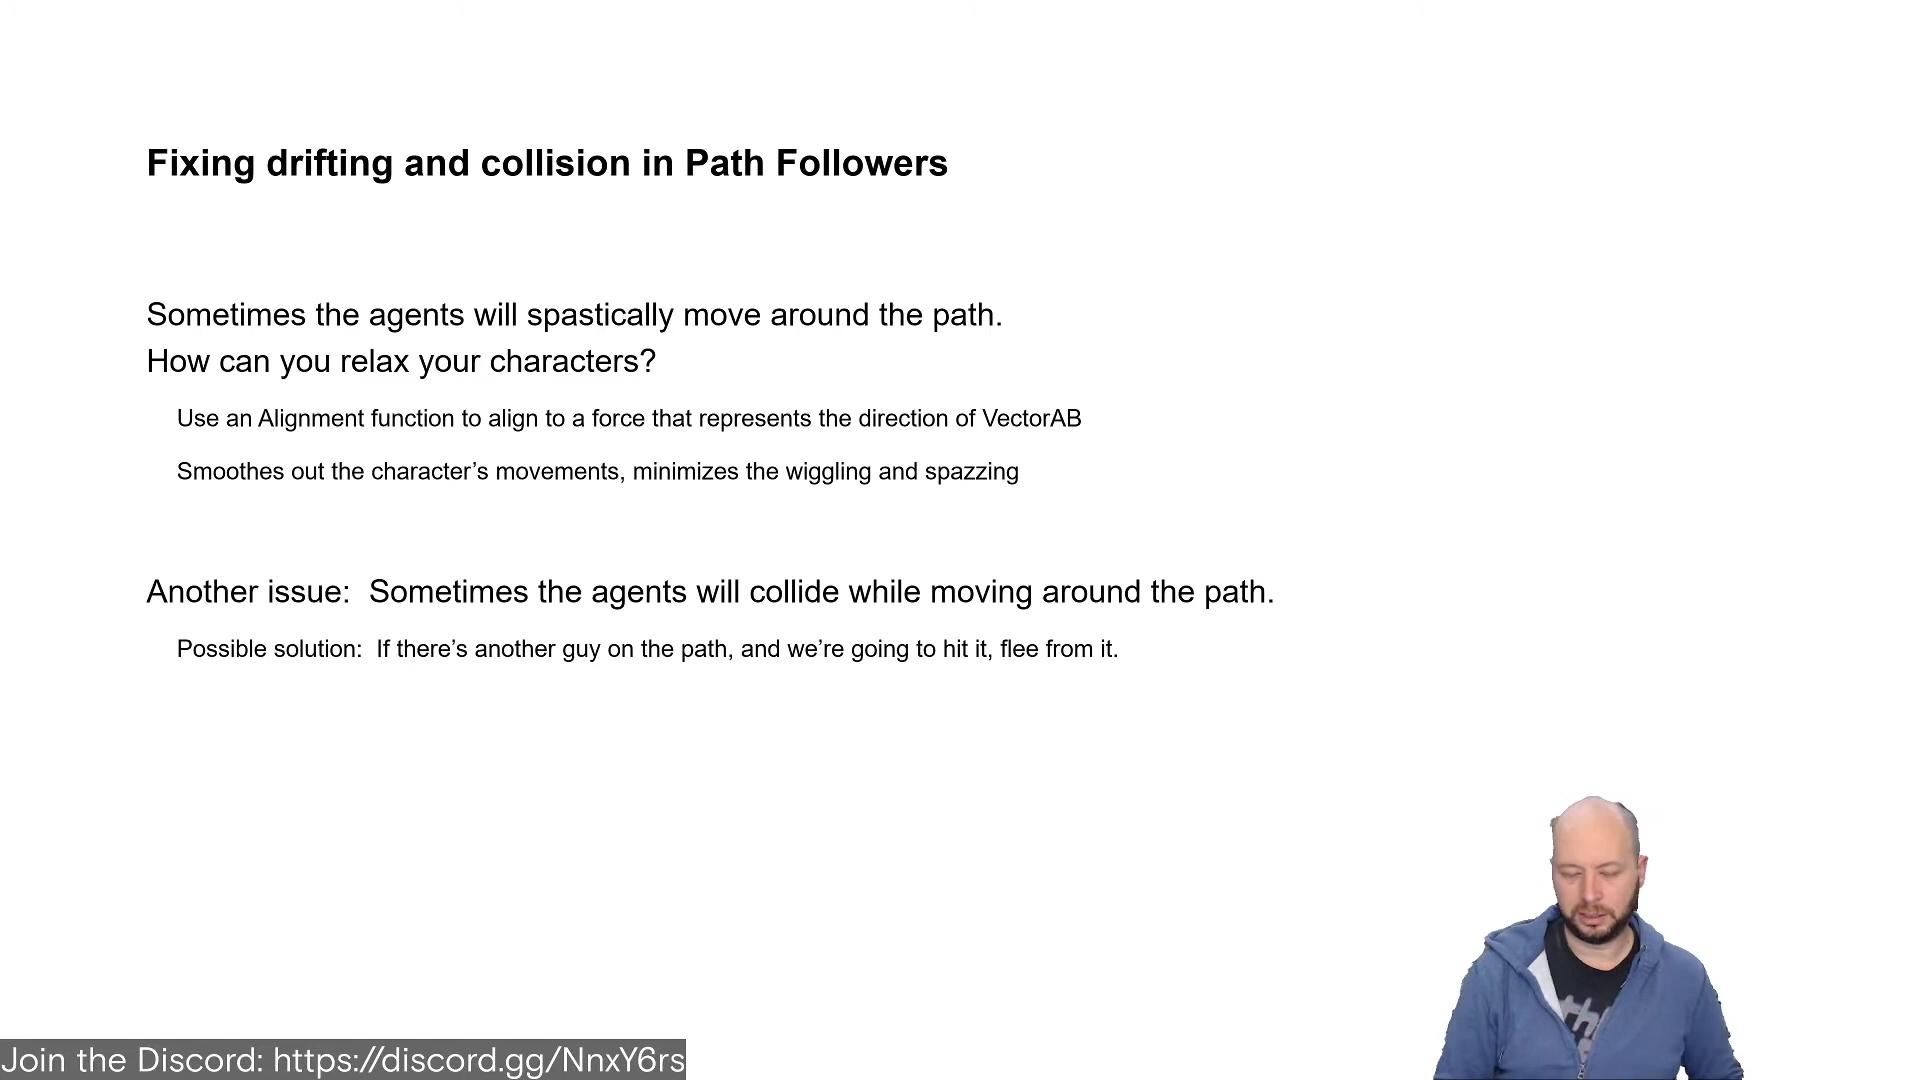 Fixing drifting and collision in Path Followers
Sometimes the agents will spastically move around the path.
How can you relax your characters?
Use an Alignment function to align to a force that represents the direction of VectorAB
Smoothes out the character’s movements, minimizes the wiggling and spazzing
Another issue:  Sometimes the agents will collide while moving around the path.
Possible solution:  If there’s another guy on the path, and we’re going to hit it, flee from it.
Join the Discord: https://discord.gg/NnxY6rs